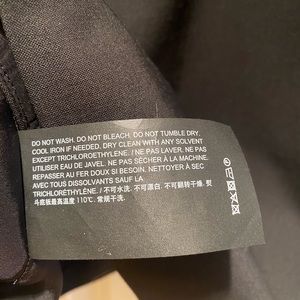 DO NOT WASH. DO NOT BLEACH. DO NOT TUMBLE DRY.
COOL IRON IF NEEDED. DRY CLEAN WITH ANY SOLVENT
EXCEPT TRICHLOROETHYLENE. / NE PAS LAVER. NE PAS
UTILISER EAU DE JAVEL. NE PAS SÉCHER À LA MACHINE.
REPASSER AU FER DOUX SI BESOIN. NETTOYER À SEC
AVEC TOUS DISSOLVANTS SAUF LA
TRICHLORÉTHYLÈNE. / 不可水洗. 不可漂白. 不可翻转干燥. 熨
斗底板最高温度 110℃. 常规干洗.